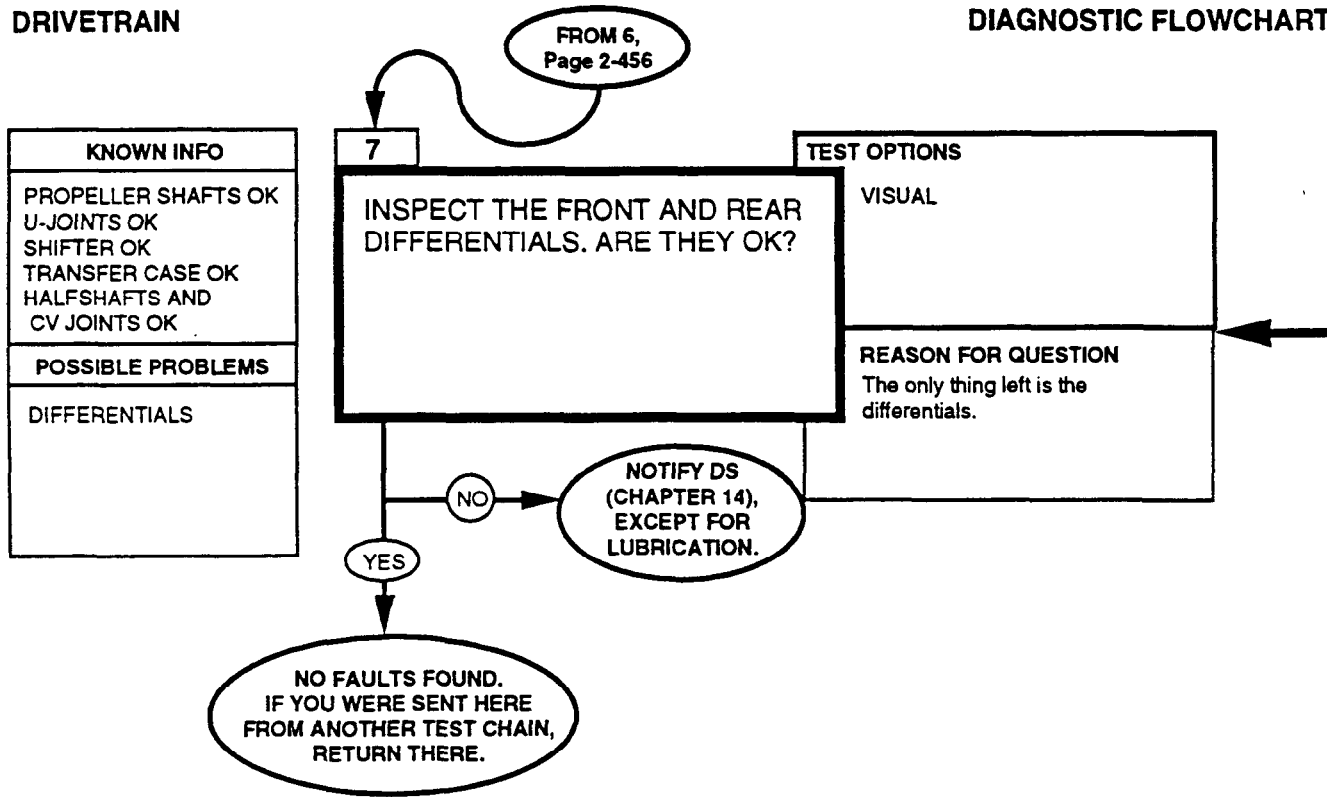 DRIVETRAIN
DIAGNOSTIC FLOWCHART
FROM 6,
Page 2-456
KNOWN INFO
PROPELLER SHAFTS OK
U-JOINTS OK
SHIFTER OK
TRANSFER CASE OK
HALFSHAFTS AND
CV JOINTS OK
POSSIBLE PROBLEMS
DIFFERENTIALS
7
INSPECT THE FRONT AND REAR
DIFFERENTIALS. ARE THEY OK?
TEST OPTIONS
VISUAL
REASON FOR QUESTION
The only thing left is the
differentials.
NO
NOTIFY DS
(CHAPTER 14),
EXCEPT FOR
LUBRICATION.
YES
NO FAULTS FOUND.
IF YOU WERE SENT HERE
FROM ANOTHER TEST CHAIN,
RETURN THERE.